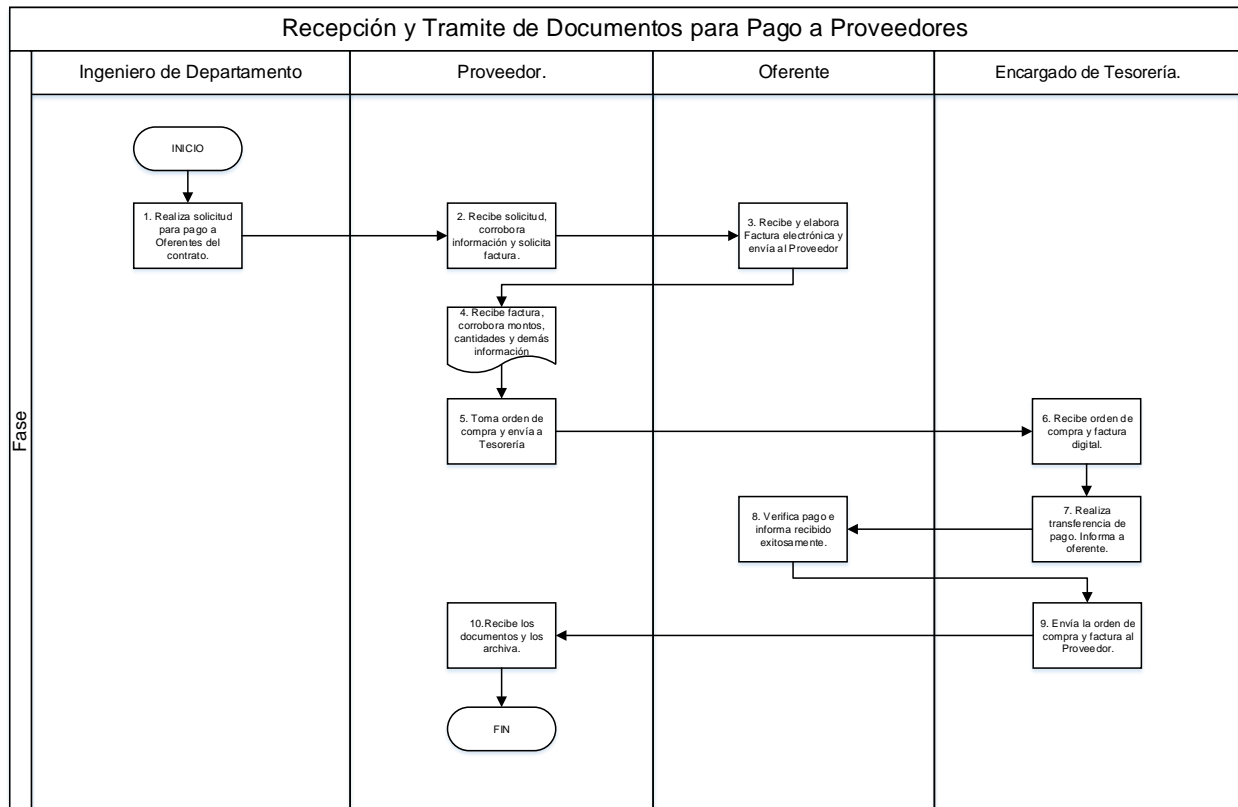 Recepción y Tramite de Documentos para Pago a Proveedores
Fase
Ingeniero de Departamento
Proveedor.
Oferente
Encargado de Tesorería.
INICIO
1. Realiza solicitud
para pago a
Oferentes del
contrato.
2. Recibe solicitud,
corrobora
información y solicita
factura.
3. Recibe y elabora
Factura electrónica y
envía al Proveedor
4. Recibe factura,
corrobora montos,
cantidades y demás
información
5. Toma orden de
compra y envía a
Tesorería
6. Recibe orden de
compra y factura
digital.
7. Realiza
transferencia de
pago. Informa a
oferente.
8. Verifica pago e
informa recibido
exitosamente.
9. Envía la orden de
compra y factura al
Proveedor.
10.Recibe los
documentos y los
archiva.
FIN